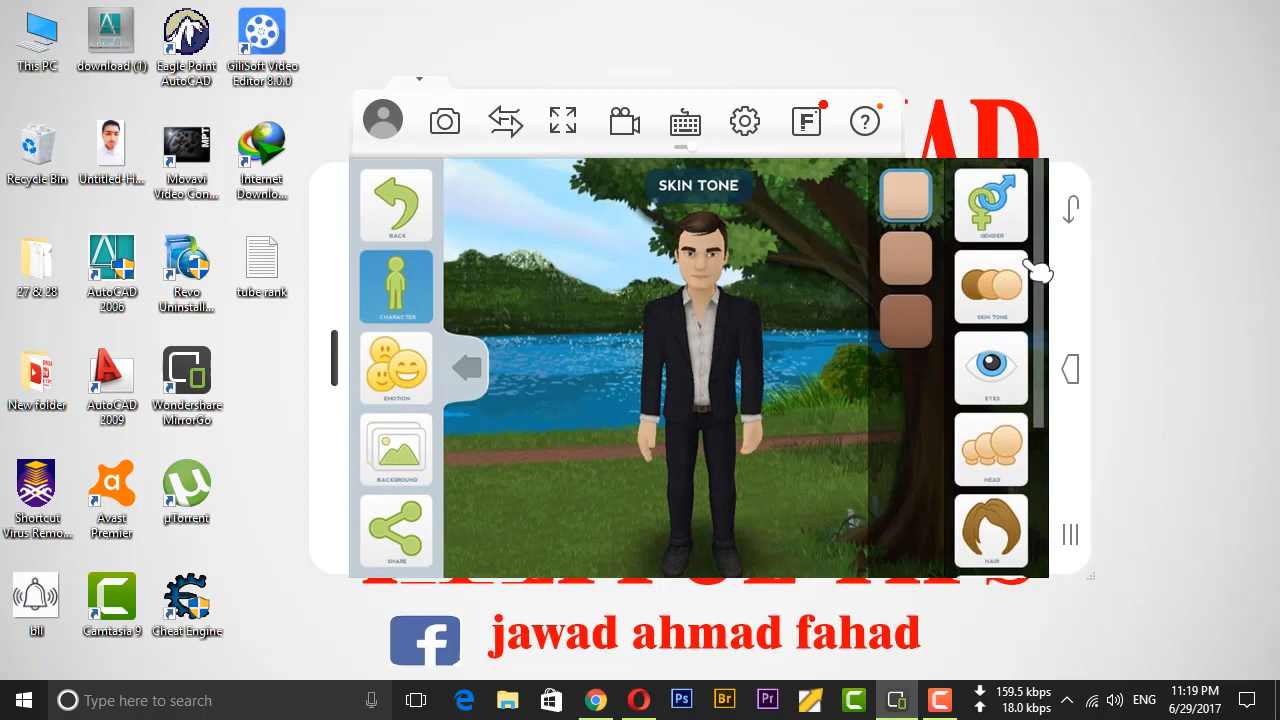 This PC
download (1)
Eagle Point
AutoCAD
GiliSoft Video
Editor 8.0.0
Recycle Bin
Untitled-H...
Movavi
Video Con...
Internet
Downlo...
27 & 28
AutoCAD
2006
Revo
Uninstall...
tube rank
New folder
AutoCAD
2009
Wondershare
MirrorGo
Shortcut
Virus Remo...
Avast
Premier
µTorrent
bll
Camtasia 9
Cheat Engine
F
?
SKIN TONE
BACK
CHARACTER
EMOTION
BACKGROUND
SHARE
GENDER
SKIN TONE
EYES
HEAD
HAIR
jawad ahmad fahad
Type here to search
Ps
Br
Pr
159.5 kbps
18.0 kbps
ENG
11:19 PM
6/29/2017